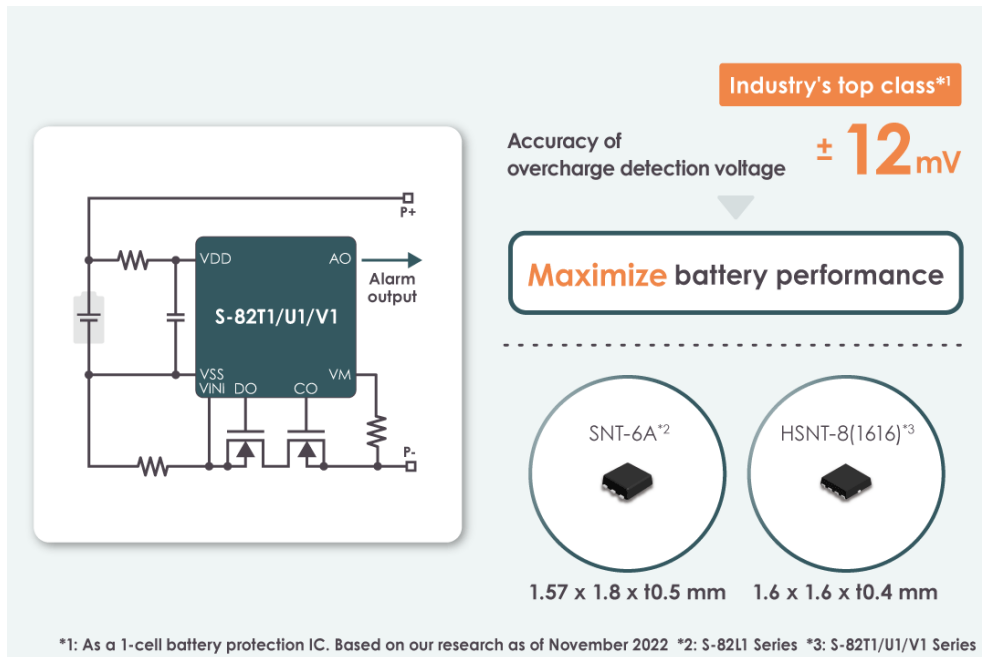 Industry's top class*1
Accuracy of
overcharge detection voltage
± 12 mV
Maximize battery performance
P+
VDD
AO
Alarm
output
S-82T1/U1/V1
VSS
VM
VINI DO CO
P-
SNT-6A*2
HSNT-8(1616)*3
1.57 x 1.8 x t0.5 mm
1.6 x 1.6 x t0.4 mm
*1: As a 1-cell battery protection IC. Based on our research as of November 2022 *2: S-82L1 Series *3: S-82T1/U1/V1 Series